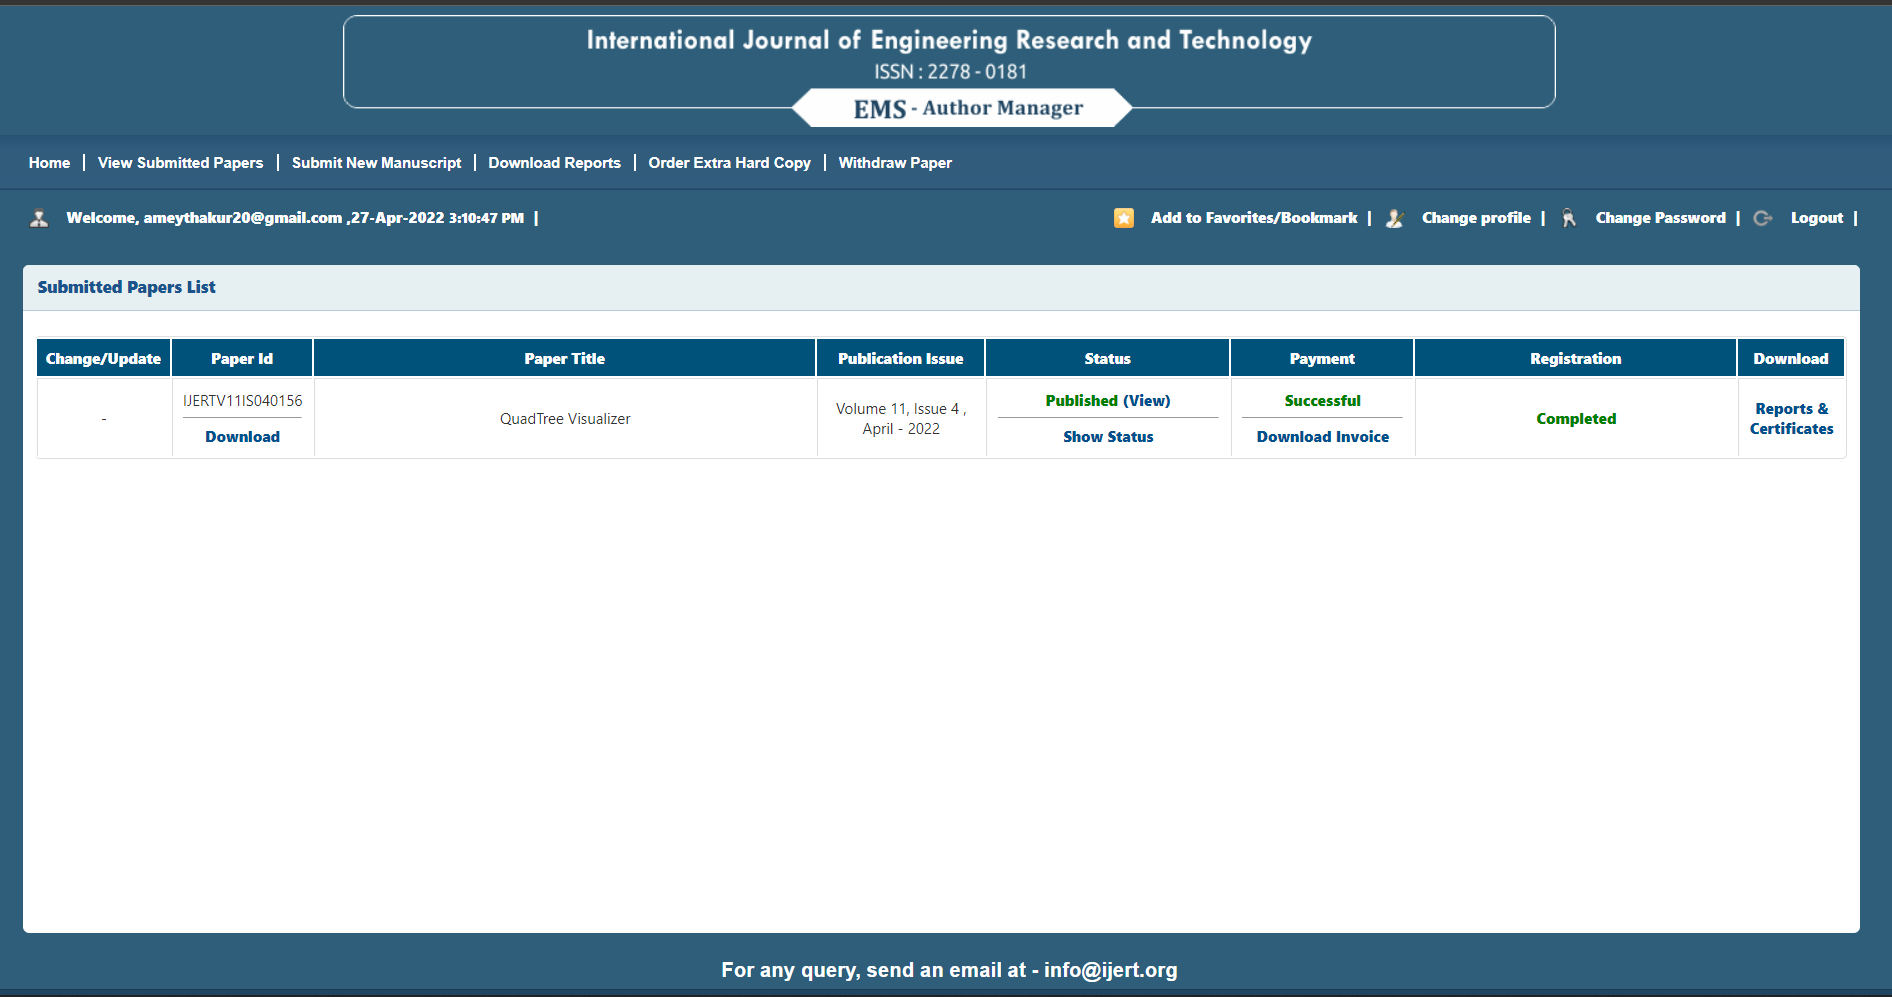 International Journal of Engineering Research and Technology
ISSN : 2278 - 0181
EMS - Author Manager
Home | View Submitted Papers | Submit New Manuscript | Download Reports | Order Extra Hard Copy | Withdraw Paper
Welcome, ameythakur20@gmail.com ,27-Apr-2022 3:10:47 PM | Add to Favorites/Bookmark | Change profile | Change Password | Logout |
Submitted Papers List
Change/Update Paper Id Paper Title Publication Issue Status Payment Registration Download
- IJERTV11IS040156 QuadTree Visualizer Volume 11, Issue 4 , Published (View) Successful Completed Reports &
Download April - 2022 Show Status Download Invoice Certificates
For any query, send an email at - info@ijert.org